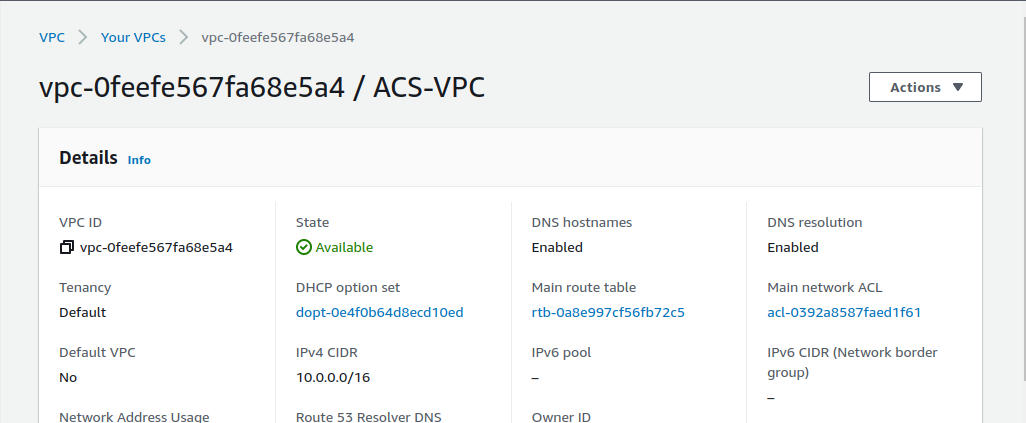 VPC > Your VPCs > vpc-0feefe567fa68e5a4
vpc-0feefe567fa68e5a4 / ACS-VPC
Actions ▼
Details Info
VPC ID State DNS hostnames DNS resolution
vpc-0feefe567fa68e5a4 Available Enabled Enabled
Tenancy DHCP option set Main route table Main network ACL
Default dopt-0e4f0b64d8ecd10ed rtb-0a8e997cf56fb72c5 acl-0392a8587faed1f61
Default VPC IPv4 CIDR IPv6 pool IPv6 CIDR (Network border
group)
No 10.0.0.0/16 –
–
Network Address Usage Route 53 Resolver DNS Owner ID